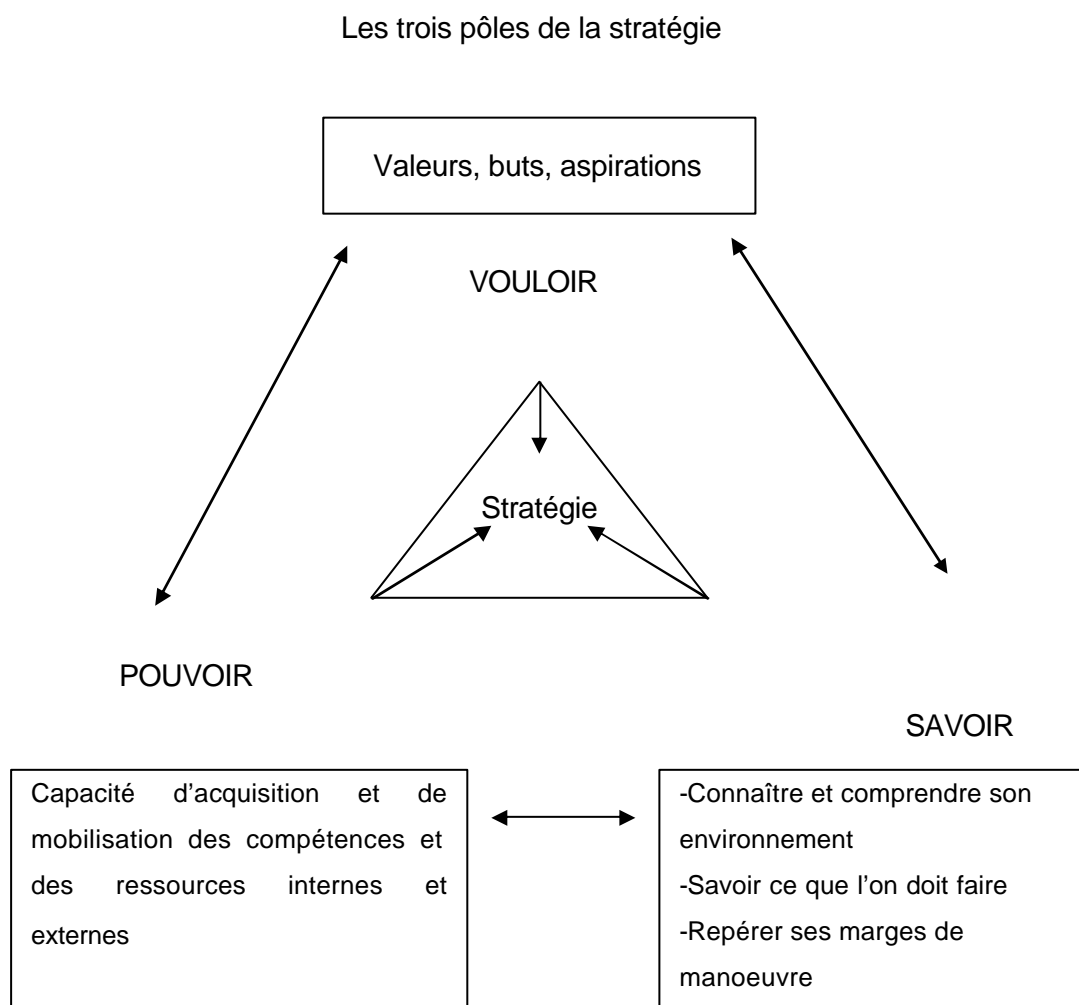 Les trois pôles de la stratégie
Valeurs, buts, aspirations
VOULOIR
Stratégie
POUVOIR
SAVOIR
Capacité d'acquisition et de
mobilisation des compétences et
des ressources internes et
externes
-Connaître et comprendre son
environnement
-Savoir ce que l'on doit faire
-Repérer ses marges de
manoeuvre